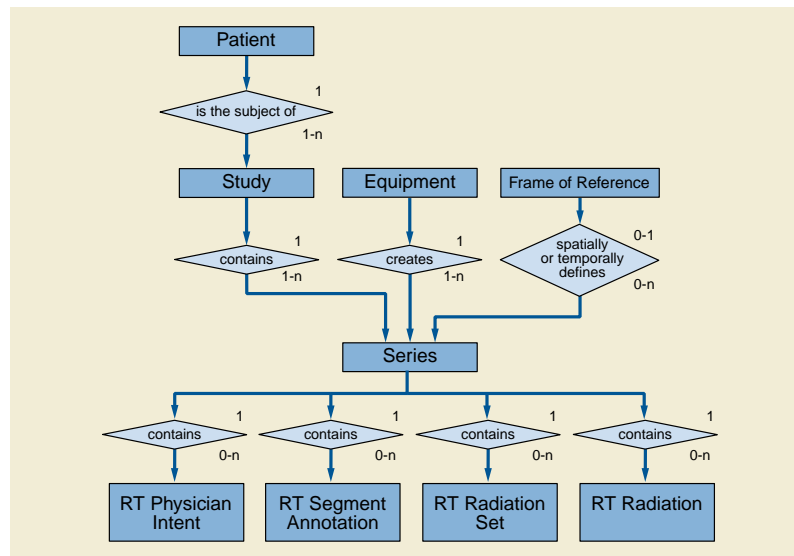 Patient
1
is the subject of
1-n
Study
Equipment
Frame of Reference
1
contains
1-n
1
creates
1-n
0-1
spatially
or temporally
defines
0-n
Series
1
contains
0-n
1
contains
0-n
1
contains
0-n
1
contains
0-n
RT Physician
Intent
RT Segment
Annotation
RT Radiation
Set
RT Radiation